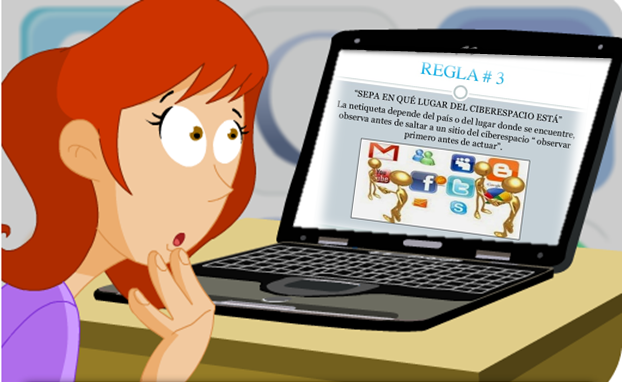 REGLA # 3
"SEPA EN QUÉ LUGAR DEL CIBERESPACIO ESTÁ"
La netiqueta depende del país o del lugar donde se encuentre.
observa antes de saltar a un sitio del ciberespacio " observar
primero antes de actuar".